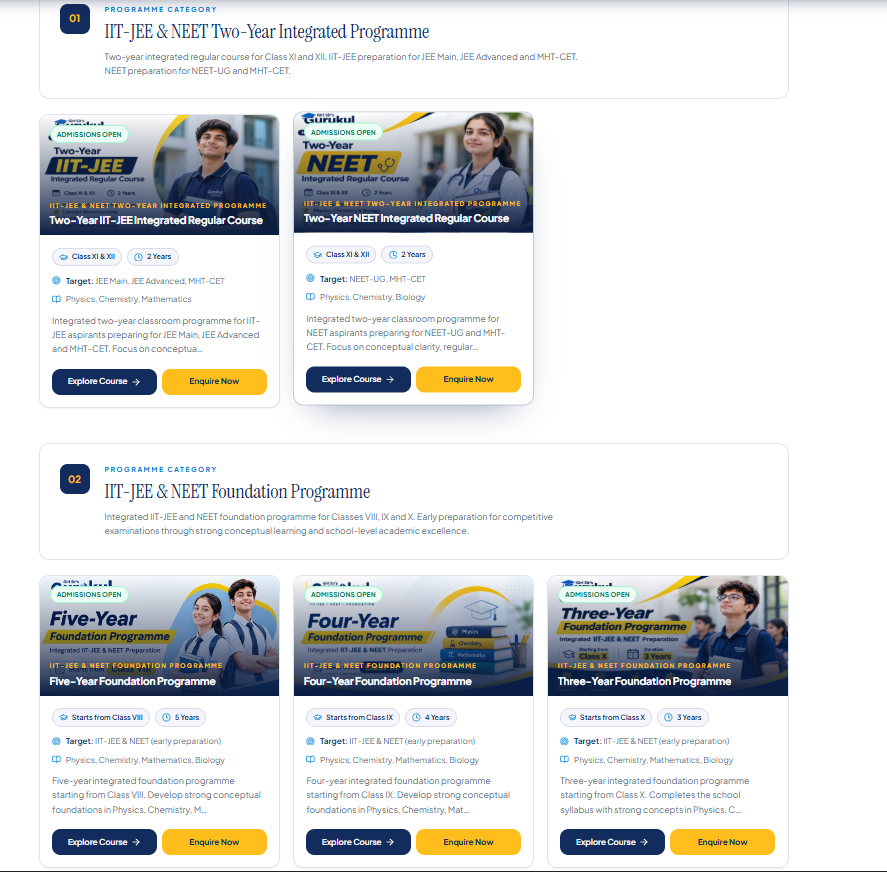 01
PROGRAMME CATEGORY
IIT-JEE & NEET Two-Year Integrated Programme
Two-year integrated regular course for Class XI and XII. IIT-JEE preparation for JEE Main, JEE Advanced and MHT-CET.
NEET preparation for NEET-UG and MHT-CET.
Gurukul
ADMISSIONS OPEN
Two-Year
IIT-JEE
Integrated Regular Course
Class XI & XII
2 Years
IIT-JEE & NEET TWO-YEAR INTEGRATED PROGRAMME
Two-Year IIT-JEE Integrated Regular Course
Class XI & XII
2 Years
Target: JEE Main, JEE Advanced, MHT-CET
Physics, Chemistry, Mathematics
Integrated two-year classroom programme for IIT-
JEE aspirants preparing for JEE Main, JEE Advanced
and MHT-CET. Focus on conceptua...
Explore Course →
Enquire Now
Gurukul
ADMISSIONS OPEN
Two-Year
NEET
Integrated Regular Course
Class XI & XII
2 Years
IIT-JEE & NEET TWO-YEAR INTEGRATED PROGRAMME
Two-Year NEET Integrated Regular Course
Class XI & XII
2 Years
Target: NEET-UG, MHT-CET
Physics, Chemistry, Biology
Integrated two-year classroom programme for
NEET aspirants preparing for NEET-UG and MHT-
CET. Focus on conceptual clarity, regular...
Explore Course →
Enquire Now
02
PROGRAMME CATEGORY
IIT-JEE & NEET Foundation Programme
Integrated IIT-JEE and NEET foundation programme for Classes VIII, IX and X. Early preparation for competitive
examinations through strong conceptual learning and school-level academic excellence.
Gurukul
ADMISSIONS OPEN
Five-Year
Foundation Programme
Integrated IIT-JEE & NEET Preparation
IIT-JEE & NEET FOUNDATION PROGRAMME
Five-Year Foundation Programme
Starts from Class VIII
5 Years
Target: IIT-JEE & NEET (early preparation)
Physics, Chemistry, Mathematics, Biology
Five-year integrated foundation programme
starting from Class VIII. Develop strong conceptual
foundations in Physics, Chemistry, M...
Explore Course →
Enquire Now
ADMISSIONS OPEN
Four-Year
Foundation Programme
Integrated IIT-JEE & NEET Preparation
Physics
Chemistry
Mathematics
IIT-JEE & NEET FOUNDATION PROGRAMME
Four-Year Foundation Programme
Starts from Class IX
4 Years
Target: IIT-JEE & NEET (early preparation)
Physics, Chemistry, Mathematics, Biology
Four-year integrated foundation programme
starting from Class IX. Develop strong conceptual
foundations in Physics, Chemistry, Mat...
Explore Course →
Enquire Now
Gurukul
ADMISSIONS OPEN
Three-Year
Foundation Programme
Integrated IIT-JEE & NEET Preparation
Starting from
Class X
Duration
3 Years
IIT-JEE & NEET FOUNDATION PROGRAMME
Three-Year Foundation Programme
Starts from Class X
3 Years
Target: IIT-JEE & NEET (early preparation)
Physics, Chemistry, Mathematics, Biology
Three-year integrated foundation programme
starting from Class X. Completes the school
syllabus with strong concepts in Physics, C...
Explore Course →
Enquire Now